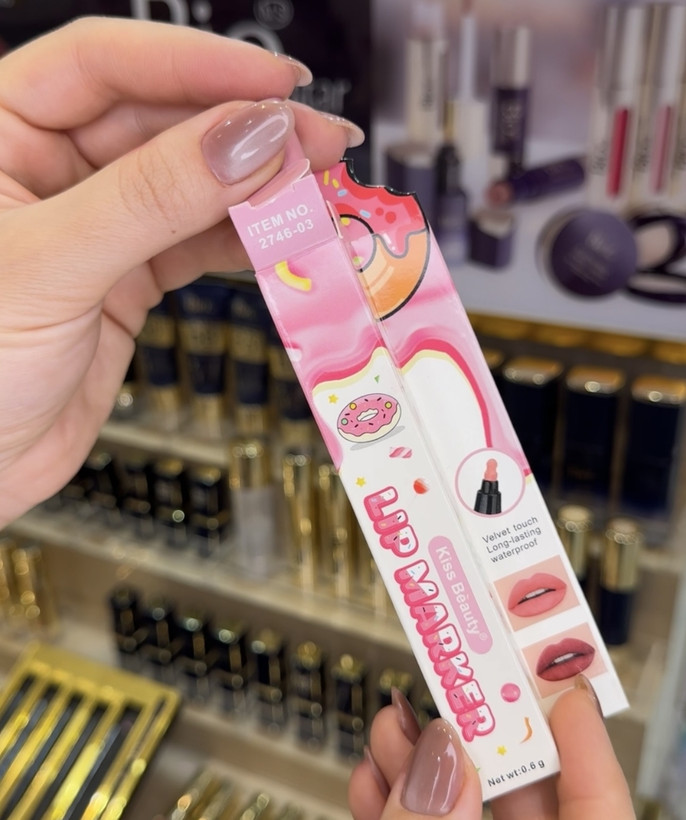 ITEM NO.
2746-03
LIP MARKER
Kiss Beauty®
Velvet touch
Long-lasting
waterproof
Net wt:0.6 g